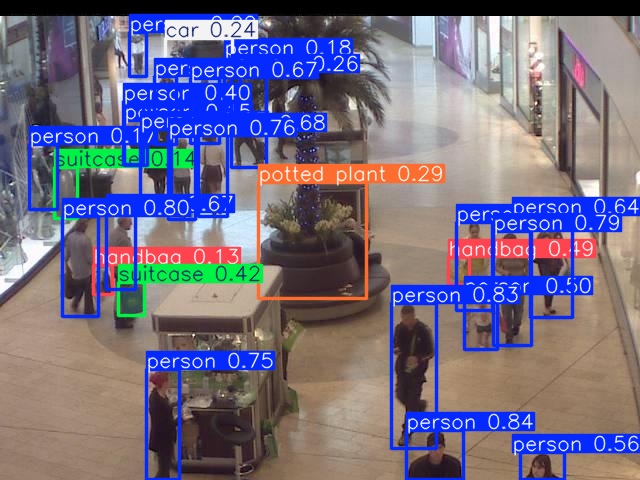 car 0.24
person 0.18
person 0.67
0.26
person 0.40
person 0.76
0.68
person 0.17
suitcase 0.14
potted plant 0.29
person 0.80
0.67
person 0.64
person 0.79
handbag 0.13
handbag 0.49
suitcase 0.42
person 0.83
0.50
person 0.75
person 0.84
person 0.56